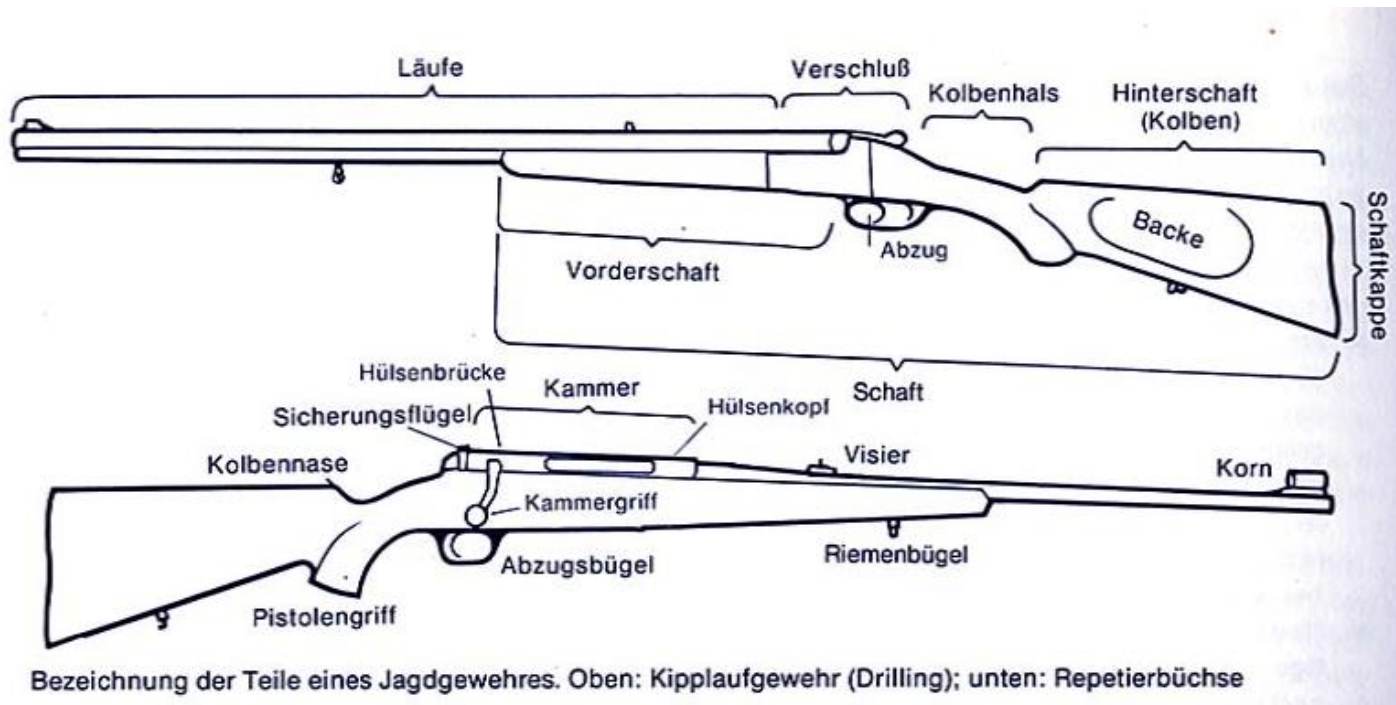 Läufe
Verschluß
Kolbenhals
Hinterschaft
(Kolben)
Schaftkappe
Backe
Abzug
Vorderschaft
Schaft
Hülsenbrücke
Kammer
Hülsenkopf
Sicherungsflügel
Visier
Kolbennase
Korn
Kammergriff
Riemenbügel
Abzugsbügel
Pistolengriff
Bezeichnung der Teile eines Jagdgewehres. Oben: Kipplaufgewehr (Drilling); unten: Repetierbüchse